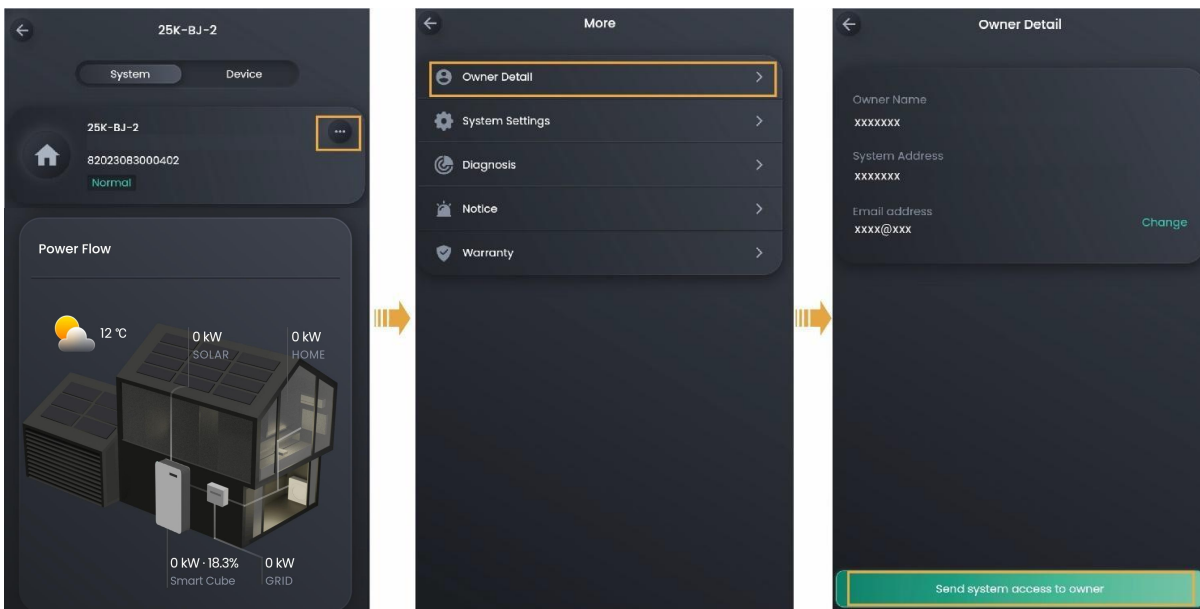 25K-BJ-2
System
Device
25K-BJ-2
82023083000402
Normal
Power Flow
12 °C
0 kW
SOLAR
0 kW
HOME
0 kW · 18.3%
Smart Cube
0 kW
GRID
More
Owner Detail
System Settings
Diagnosis
Notice
Warranty
Owner Detail
Owner Name
xxxxxxx
System Address
xxxxxxx
Email address
xxxx@xxx
Change
Send system access to owner